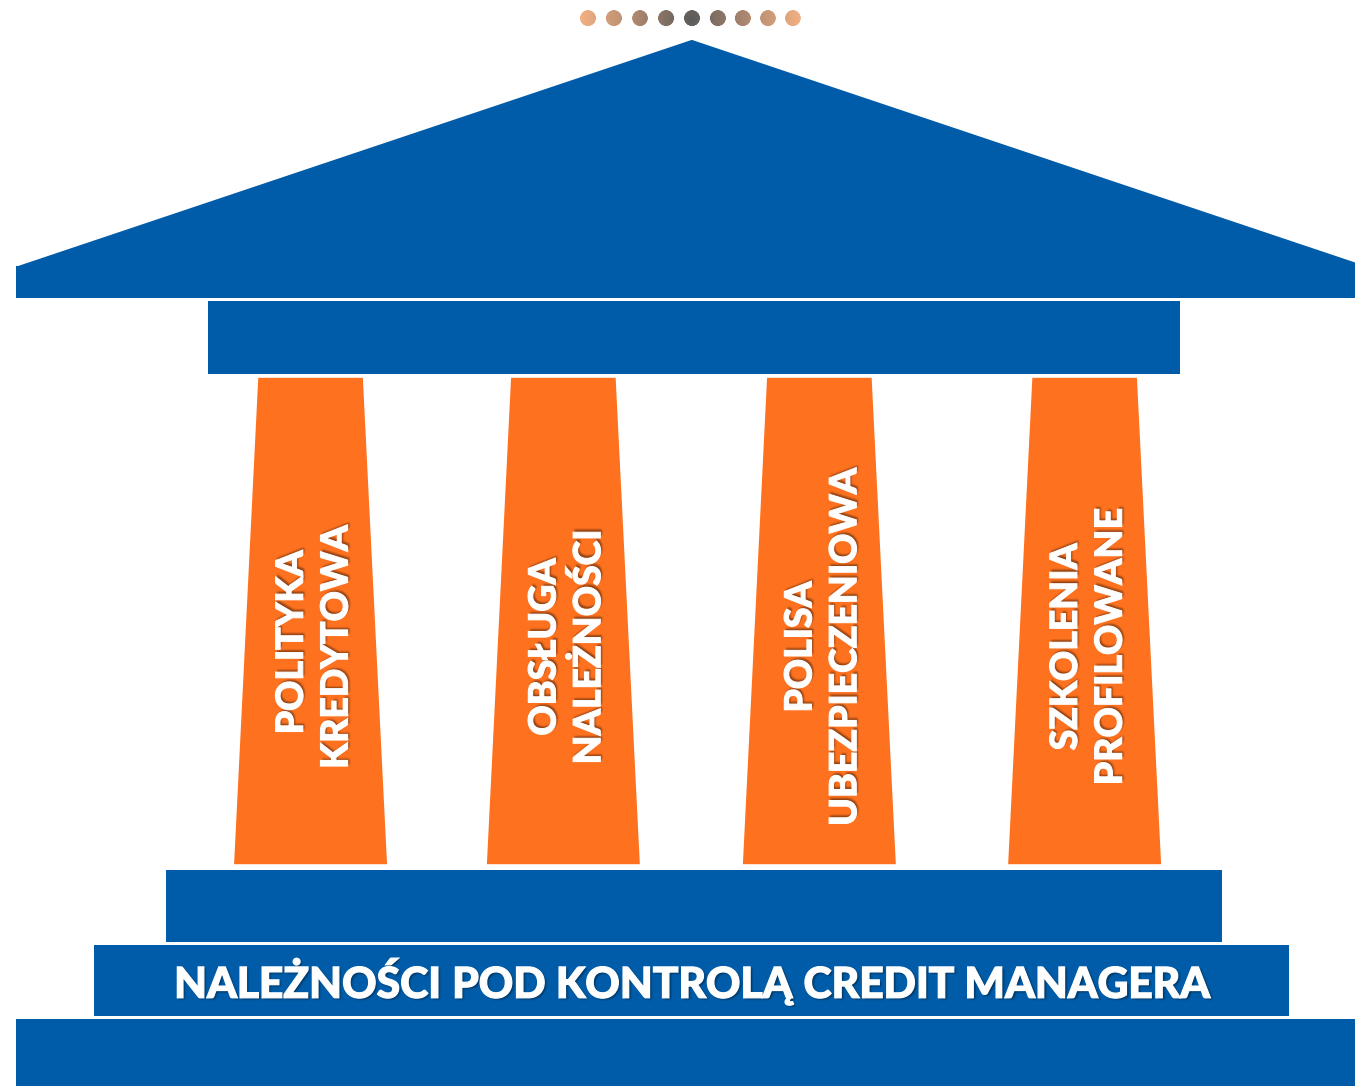 POLITYKA
KREDYTOWA
OBSŁUGA
NALEŻNOŚCI
POLISA
UBEZPIECZENIOWA
SZKOLENIA
PROFILOWANE
NALEŻNOŚCI POD KONTROLĄ CREDIT MANAGERA